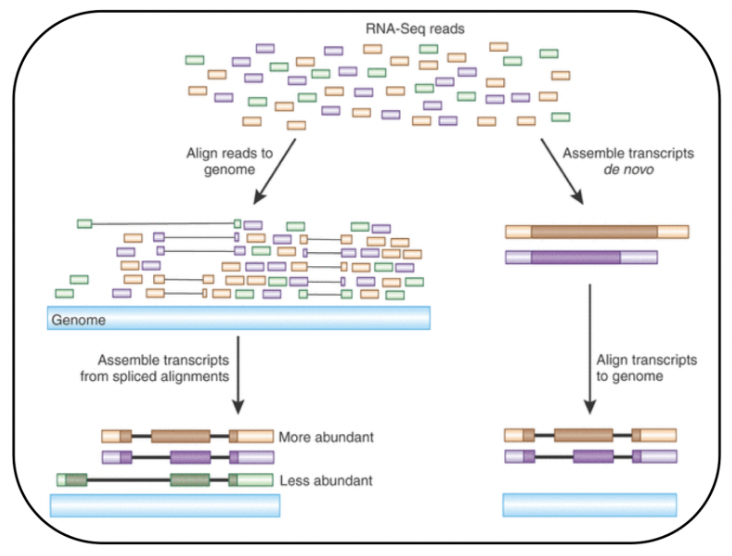 RNA-Seq reads
Align reads to
genome
Assemble transcripts
de novo
Genome
Assemble transcripts
from spliced alignments
Align transcripts
to genome
More abundant
Less abundant